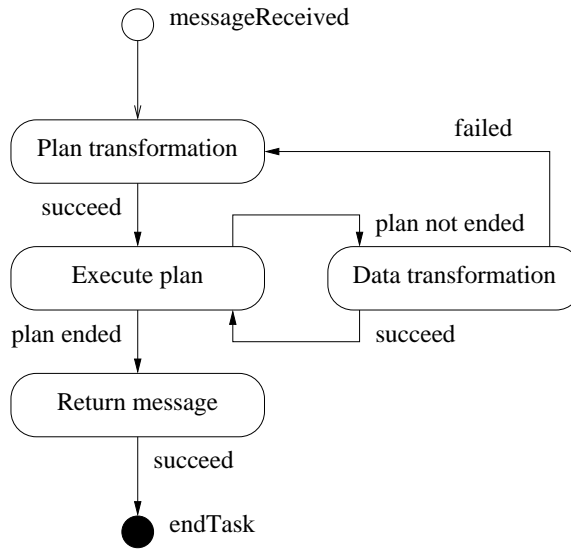 messageReceived
failed
Plan transformation
succeed
plan not ended
Execute plan
Data transformation
plan ended
succeed
Return message
succeed
endTask